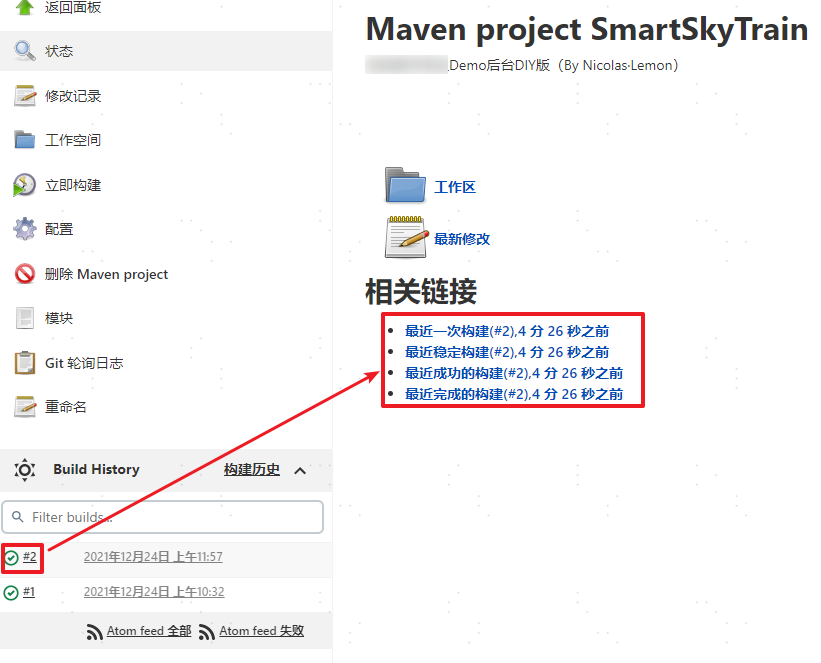 返回面板
状态
修改记录
工作空间
立即构建
配置
删除 Maven project
模块
Git 轮询日志
重命名
Build History 构建历史
Filter builds...
#2 2021年12月24日 上午11:57
#1 2021年12月24日 上午10:32
Atom feed 全部 Atom feed 失败
Maven project SmartSkyTrain
_Demo后台DIY版（By Nicolas·Lemon）
工作区
最新修改
相关链接
最近一次构建(#2),4 分 26 秒之前
最近稳定构建(#2),4 分 26 秒之前
最近成功的构建(#2),4 分 26 秒之前
最近完成的构建(#2),4 分 26 秒之前